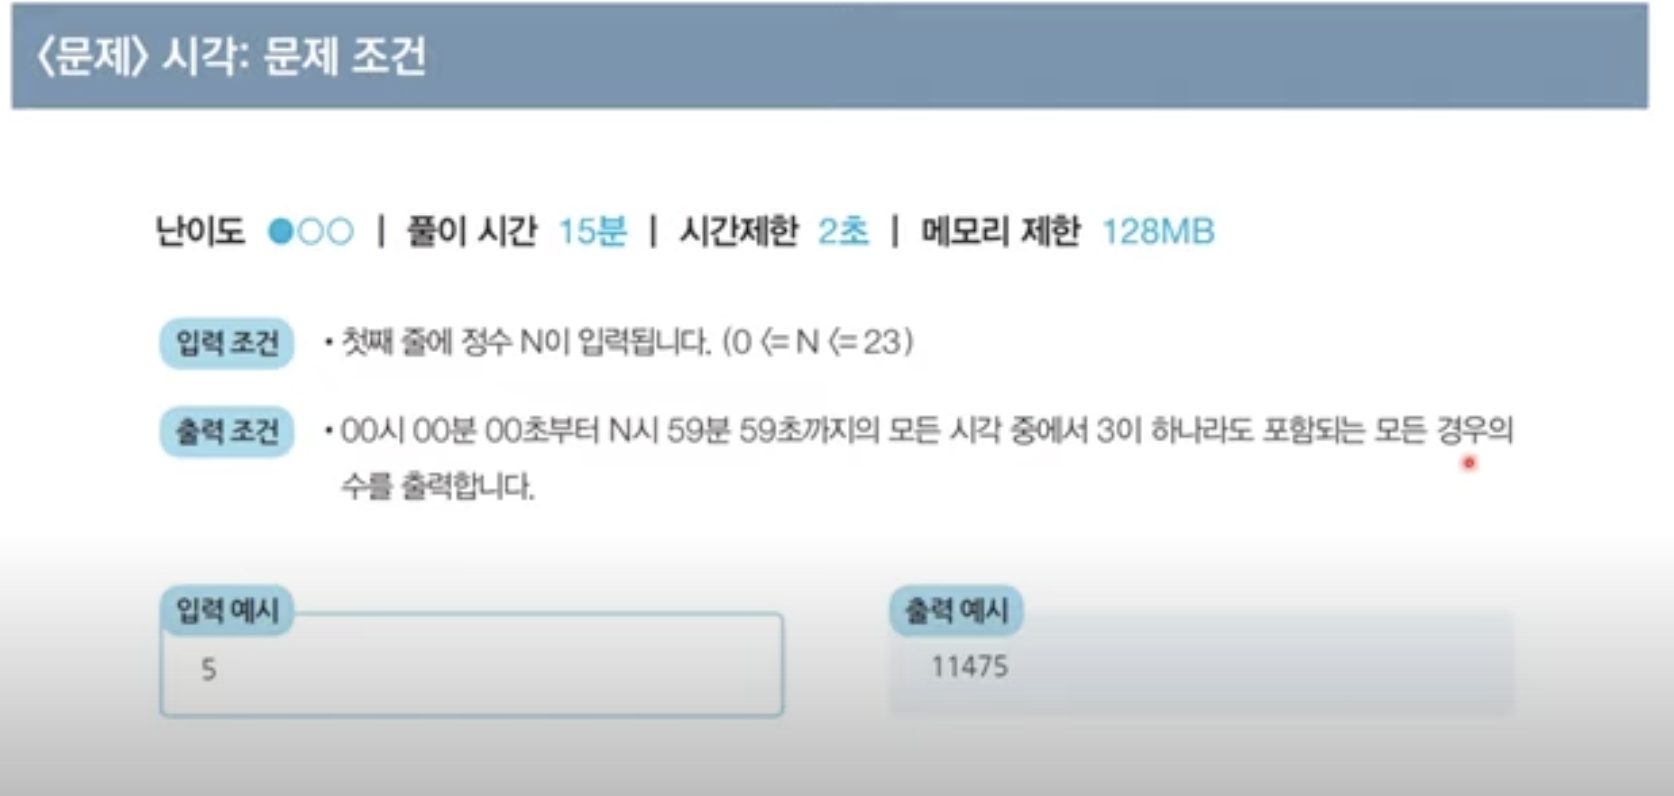 〈문제〉 시각: 문제 조건
난이도 ●○○ | 풀이 시간 15분 | 시간제한 2초 | 메모리 제한 128MB
입력 조건 • 첫째 줄에 정수 N이 입력됩니다. (0 <= N <= 23)
출력 조건 • 00시 00분 00초부터 N시 59분 59초까지의 모든 시각 중에서 3이 하나라도 포함되는 모든 경우의
수를 출력합니다.
입력 예시
5
출력 예시
11475